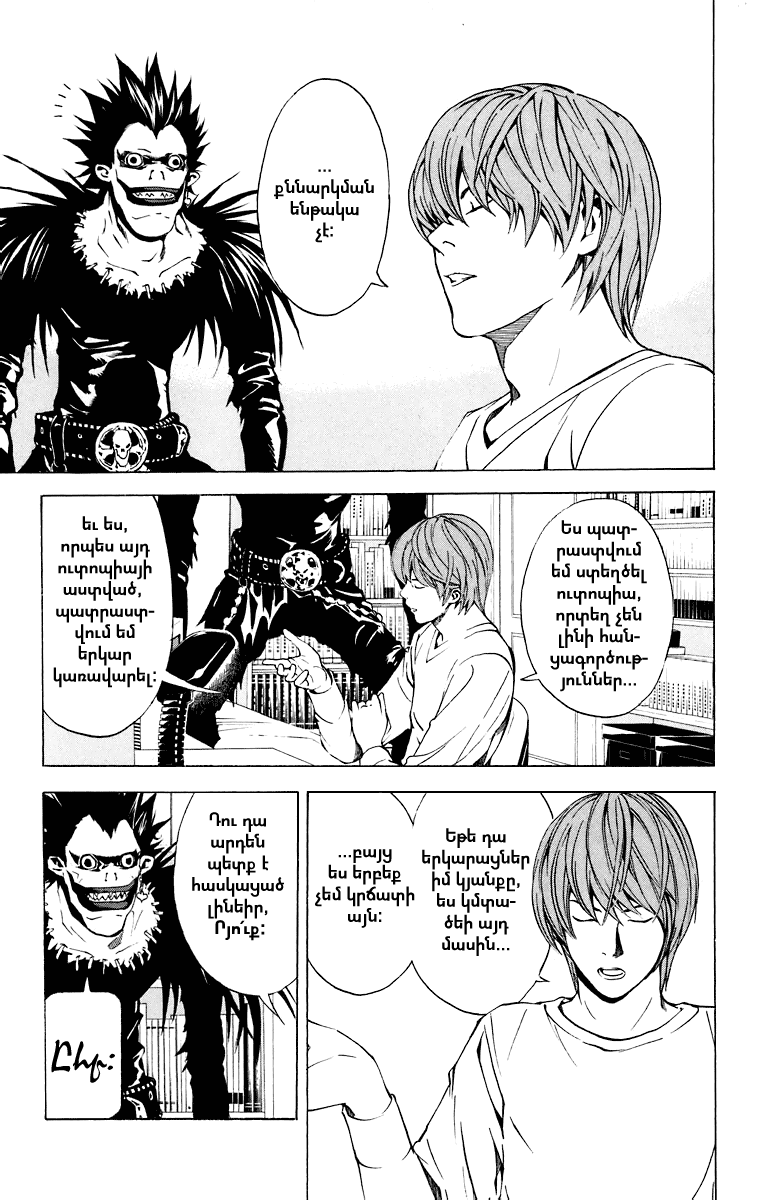 ...
քննարկման
ենթակա
չէ:
Ես պատ-
րաստվում
եմ ստեղծել
ուտոպիա,
որտեղ չեն
լինի հան-
ցագործութ-
յուններ...
եւ ես,
որպես այդ
ուտոպիայի
աստված,
պատրաստ-
վում եմ
երկար
կառավարել:
Եթե դա
երկարացներ
իմ կյանքը,
ես կմտա-
ծեի այդ
մասին...
...բայց
ես երբեք
չեմ կրճատի
այն:
Դու դա
արդեն
պետք է
հասկացած
լինեիր,
Րյո՛ւք:
Ըհը: